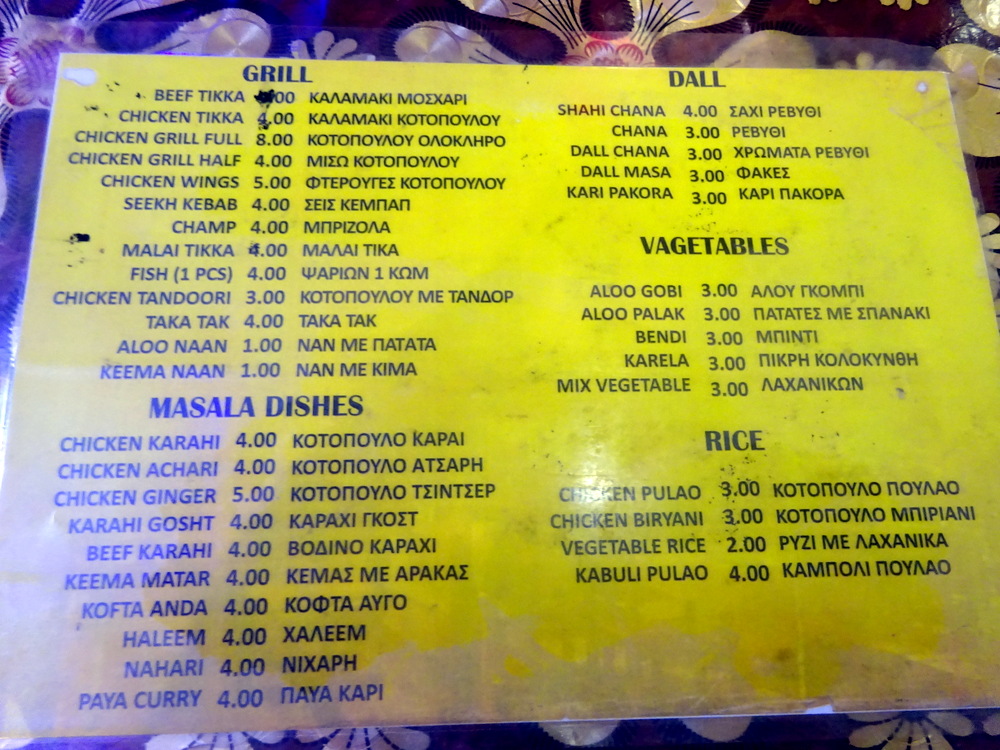 GRILL
BEEF TIKKA .00 ΚΑΛΑΜΑΚΙ ΜΟΣΧΑΡΙ
CHICKEN TIKKA 4.00 ΚΑΛΑΜΑΚΙ ΚΟΤΟΠΟΥΛΟΥ
CHICKEN GRILL FULL 8.00 ΚΟΤΟΠΟΥΛΟΥ ΟΛΟΚΛΗΡΟ
CHICKEN GRILL HALF 4.00 ΜΙΣΩ ΚΟΤΟΠΟΥΛΟΥ
CHICKEN WINGS 5.00 ΦΤΕΡΟΥΓΕΣ ΚΟΤΟΠΟΥΛΟΥ
SEEKH KEBAB 4.00 ΣΕΙΣ ΚΕΜΠΑΠ
CHAMP 4.00 ΜΠΡΙΖΟΛΑ
MALAI TIKKA 4.00 ΜΑΛΑΙ ΤΙΚΑ
FISH (1 PCS) 4.00 ΨΑΡΙΩΝ 1 ΚΩΜ
CHICKEN TANDOORI 3.00 ΚΟΤΟΠΟΥΛΟΥ ΜΕ ΤΑΝΔΟΡ
TAKA TAK 4.00 ΤΑΚΑ ΤΑΚ
ALOO NAAN 1.00 ΝΑΝ ΜΕ ΠΑΤΑΤΑ
KEEMA NAAN 1.00 ΝΑΝ ΜΕ ΚΙΜΑ
MASALA DISHES
CHICKEN KARAHI 4.00 ΚΟΤΟΠΟΥΛΟ ΚΑΡΑΙ
CHICKEN ACHARI 4.00 ΚΟΤΟΠΟΥΛΟ ΑΤΣΑΡΗ
CHICKEN GINGER 5.00 ΚΟΤΟΠΟΥΛΟ ΤΣΙΝΤΣΕΡ
KARAHI GOSHT 4.00 ΚΑΡΑΧΙ ΓΚΟΣΤ
BEEF KARAHI 4.00 ΒΟΔΙΝΟ ΚΑΡΑΧΙ
KEEMA MATAR 4.00 ΚΕΜΑΣ ΜΕ ΑΡΑΚΑΣ
KOFTA ANDA 4.00 ΚΟΦΤΑ ΑΥΓΟ
HALEEM 4.00 ΧΑΛΕΕΜ
NAHARI 4.00 ΝΙΧΑΡΗ
PAYA CURRY 4.00 ΠΑΥΑ ΚΑΡΙ
DALL
SHAHI CHANA 4.00 ΣΑΧΙ ΡΕΒΥΘΙ
CHANA 3.00 ΡΕΒΥΘΙ
DALL CHANA 3.00 ΧΡΩΜΑΤΑ ΡΕΒΥΘΙ
DALL MASA 3.00 ΦΑΚΕΣ
KARI PAKORA 3.00 ΚΑΡΙ ΠΑΚΟΡΑ
VAGETABLES
ALOO GOBI 3.00 ΑΛΟΥ ΓΚΟΜΠΙ
ALOO PALAK 3.00 ΠΑΤΑΤΕΣ ΜΕ ΣΠΑΝΑΚΙ
BENDI 3.00 ΜΠΙΝΤΙ
KARELA 3.00 ΠΙΚΡΗ ΚΟΛΟΚΥΝΘΗ
MIX VEGETABLE 3.00 ΛΑΧΑΝΙΚΩΝ
RICE
CHICKEN PULAO 3.00 ΚΟΤΟΠΟΥΛΟ ΠΟΥΛΑΟ
CHICKEN BIRYANI 3.00 ΚΟΤΟΠΟΥΛΟ ΜΠΙΡΙΑΝΙ
VEGETABLE RICE 2.00 ΡΥΖΙ ΜΕ ΛΑΧΑΝΙΚΑ
KABULI PULAO 4.00 ΚΑΜΠΟΛΙ ΠΟΥΛΑΟ